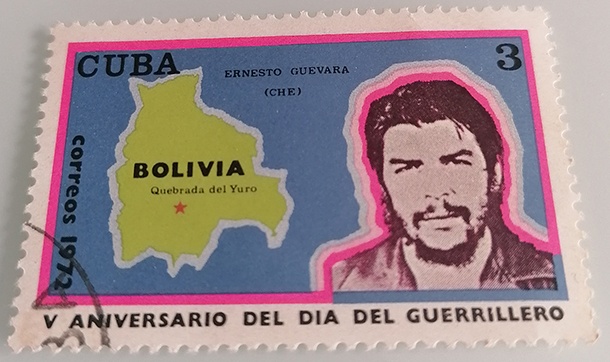 CUBA
3
ERNESTO GUEVARA
(CHE)
BOLIVIA
Quebrada del Yuro
correos 1972
V ANIVERSARIO DEL DIA DEL GUERRILLERO